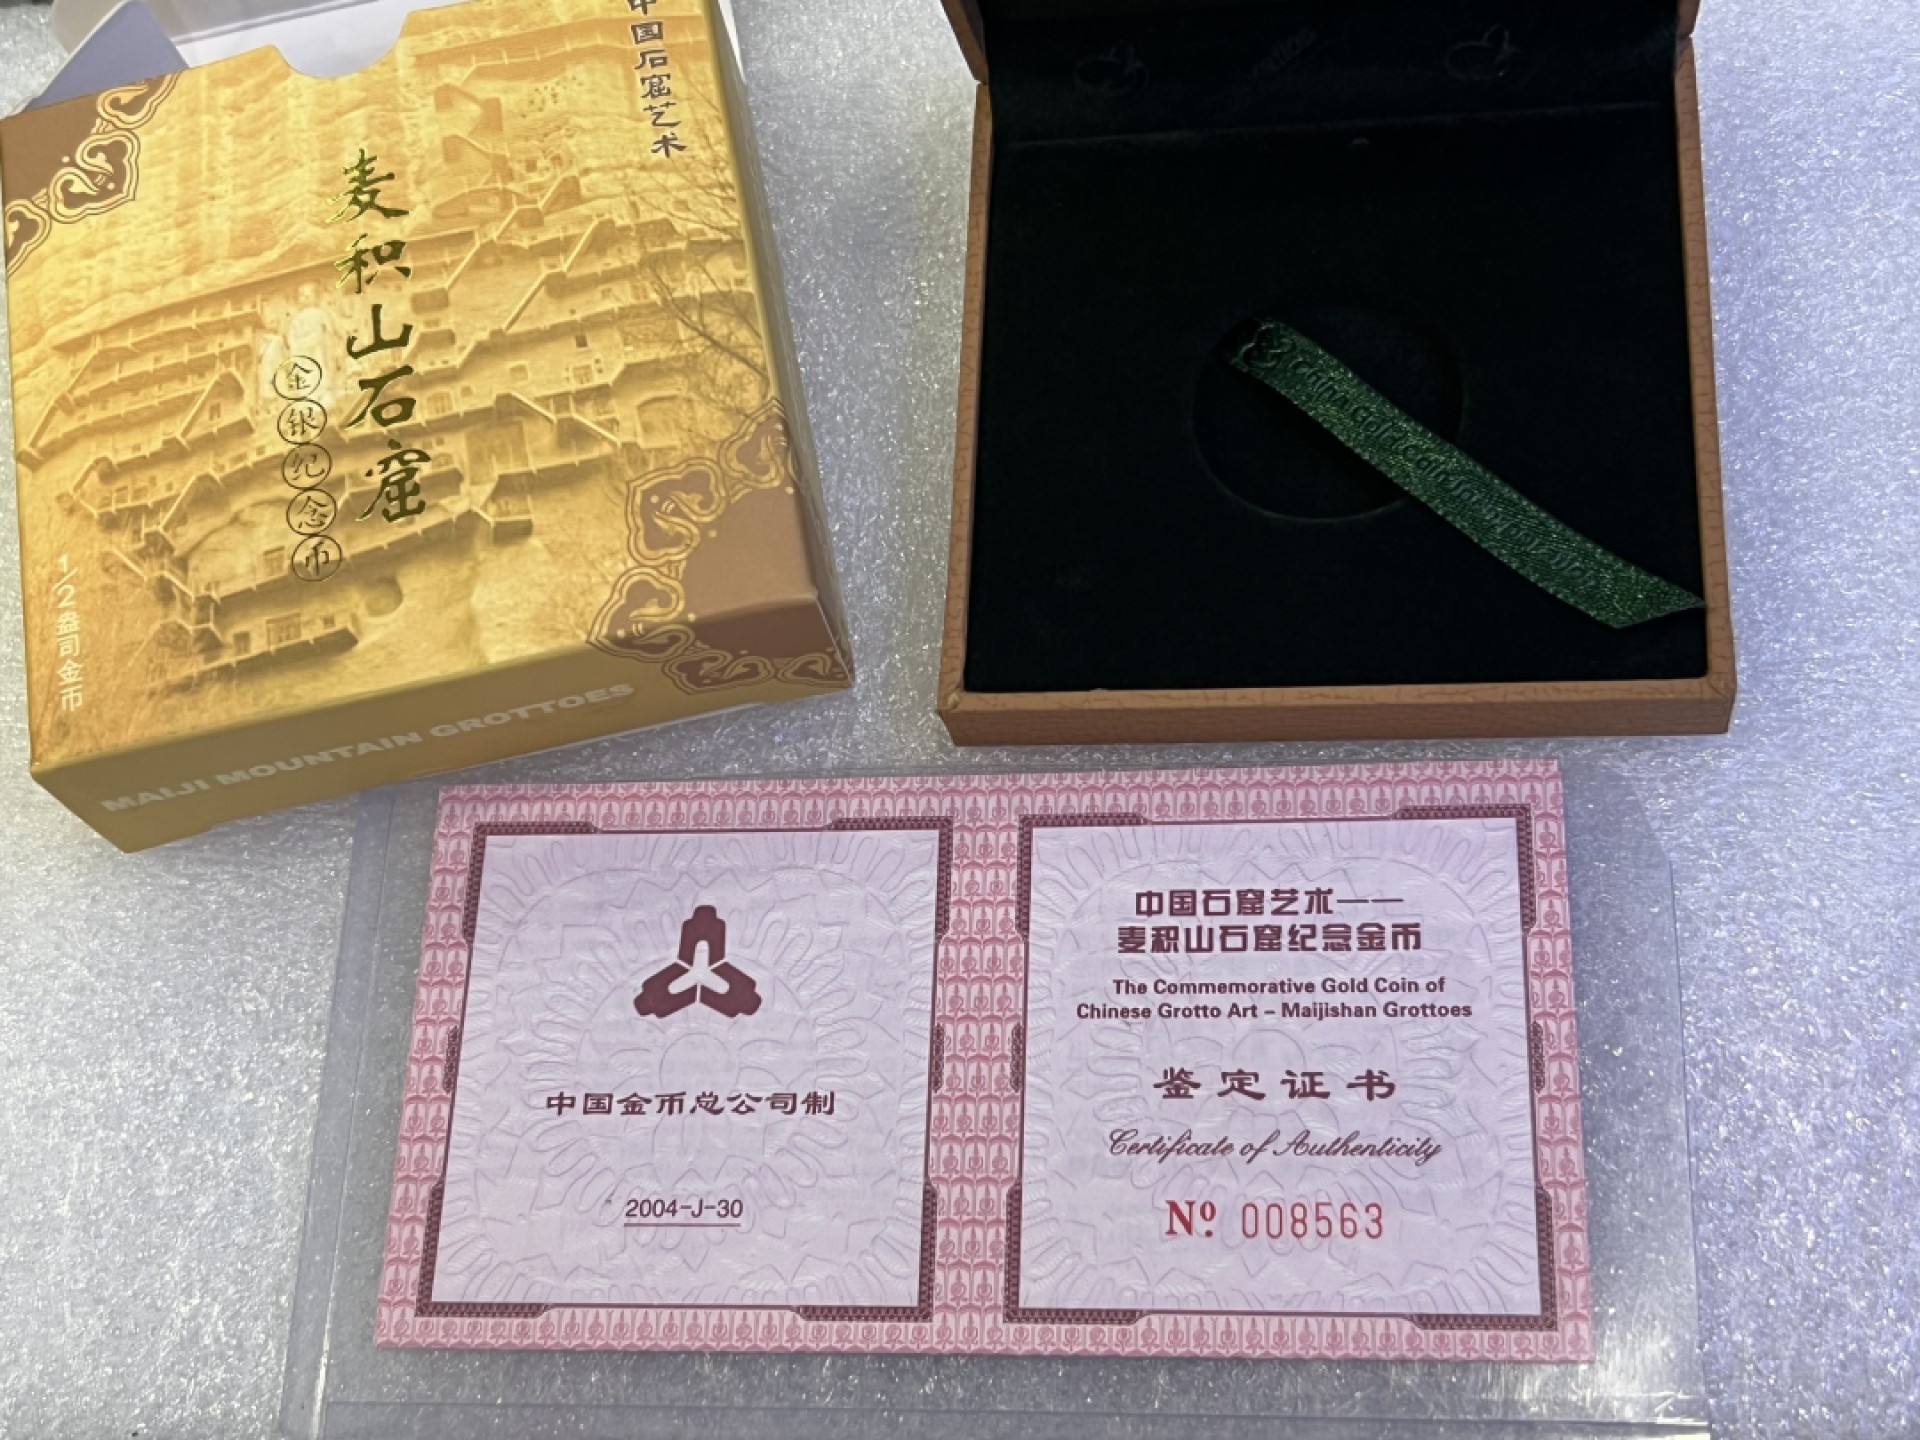 中国石窟艺术
麦积山石窟
金银纪念币
1/2盎司金币
MAIJI MOUNTAIN GROTTOES
China Gold Coin
中国金币总公司制
2004-J-30
中国石窟艺术——
麦积山石窟纪念金币
The Commemorative Gold Coin of
Chinese Grotto Art – Maijishan Grottoes
鉴定证书
Certificate of Authenticity
Nº 008563